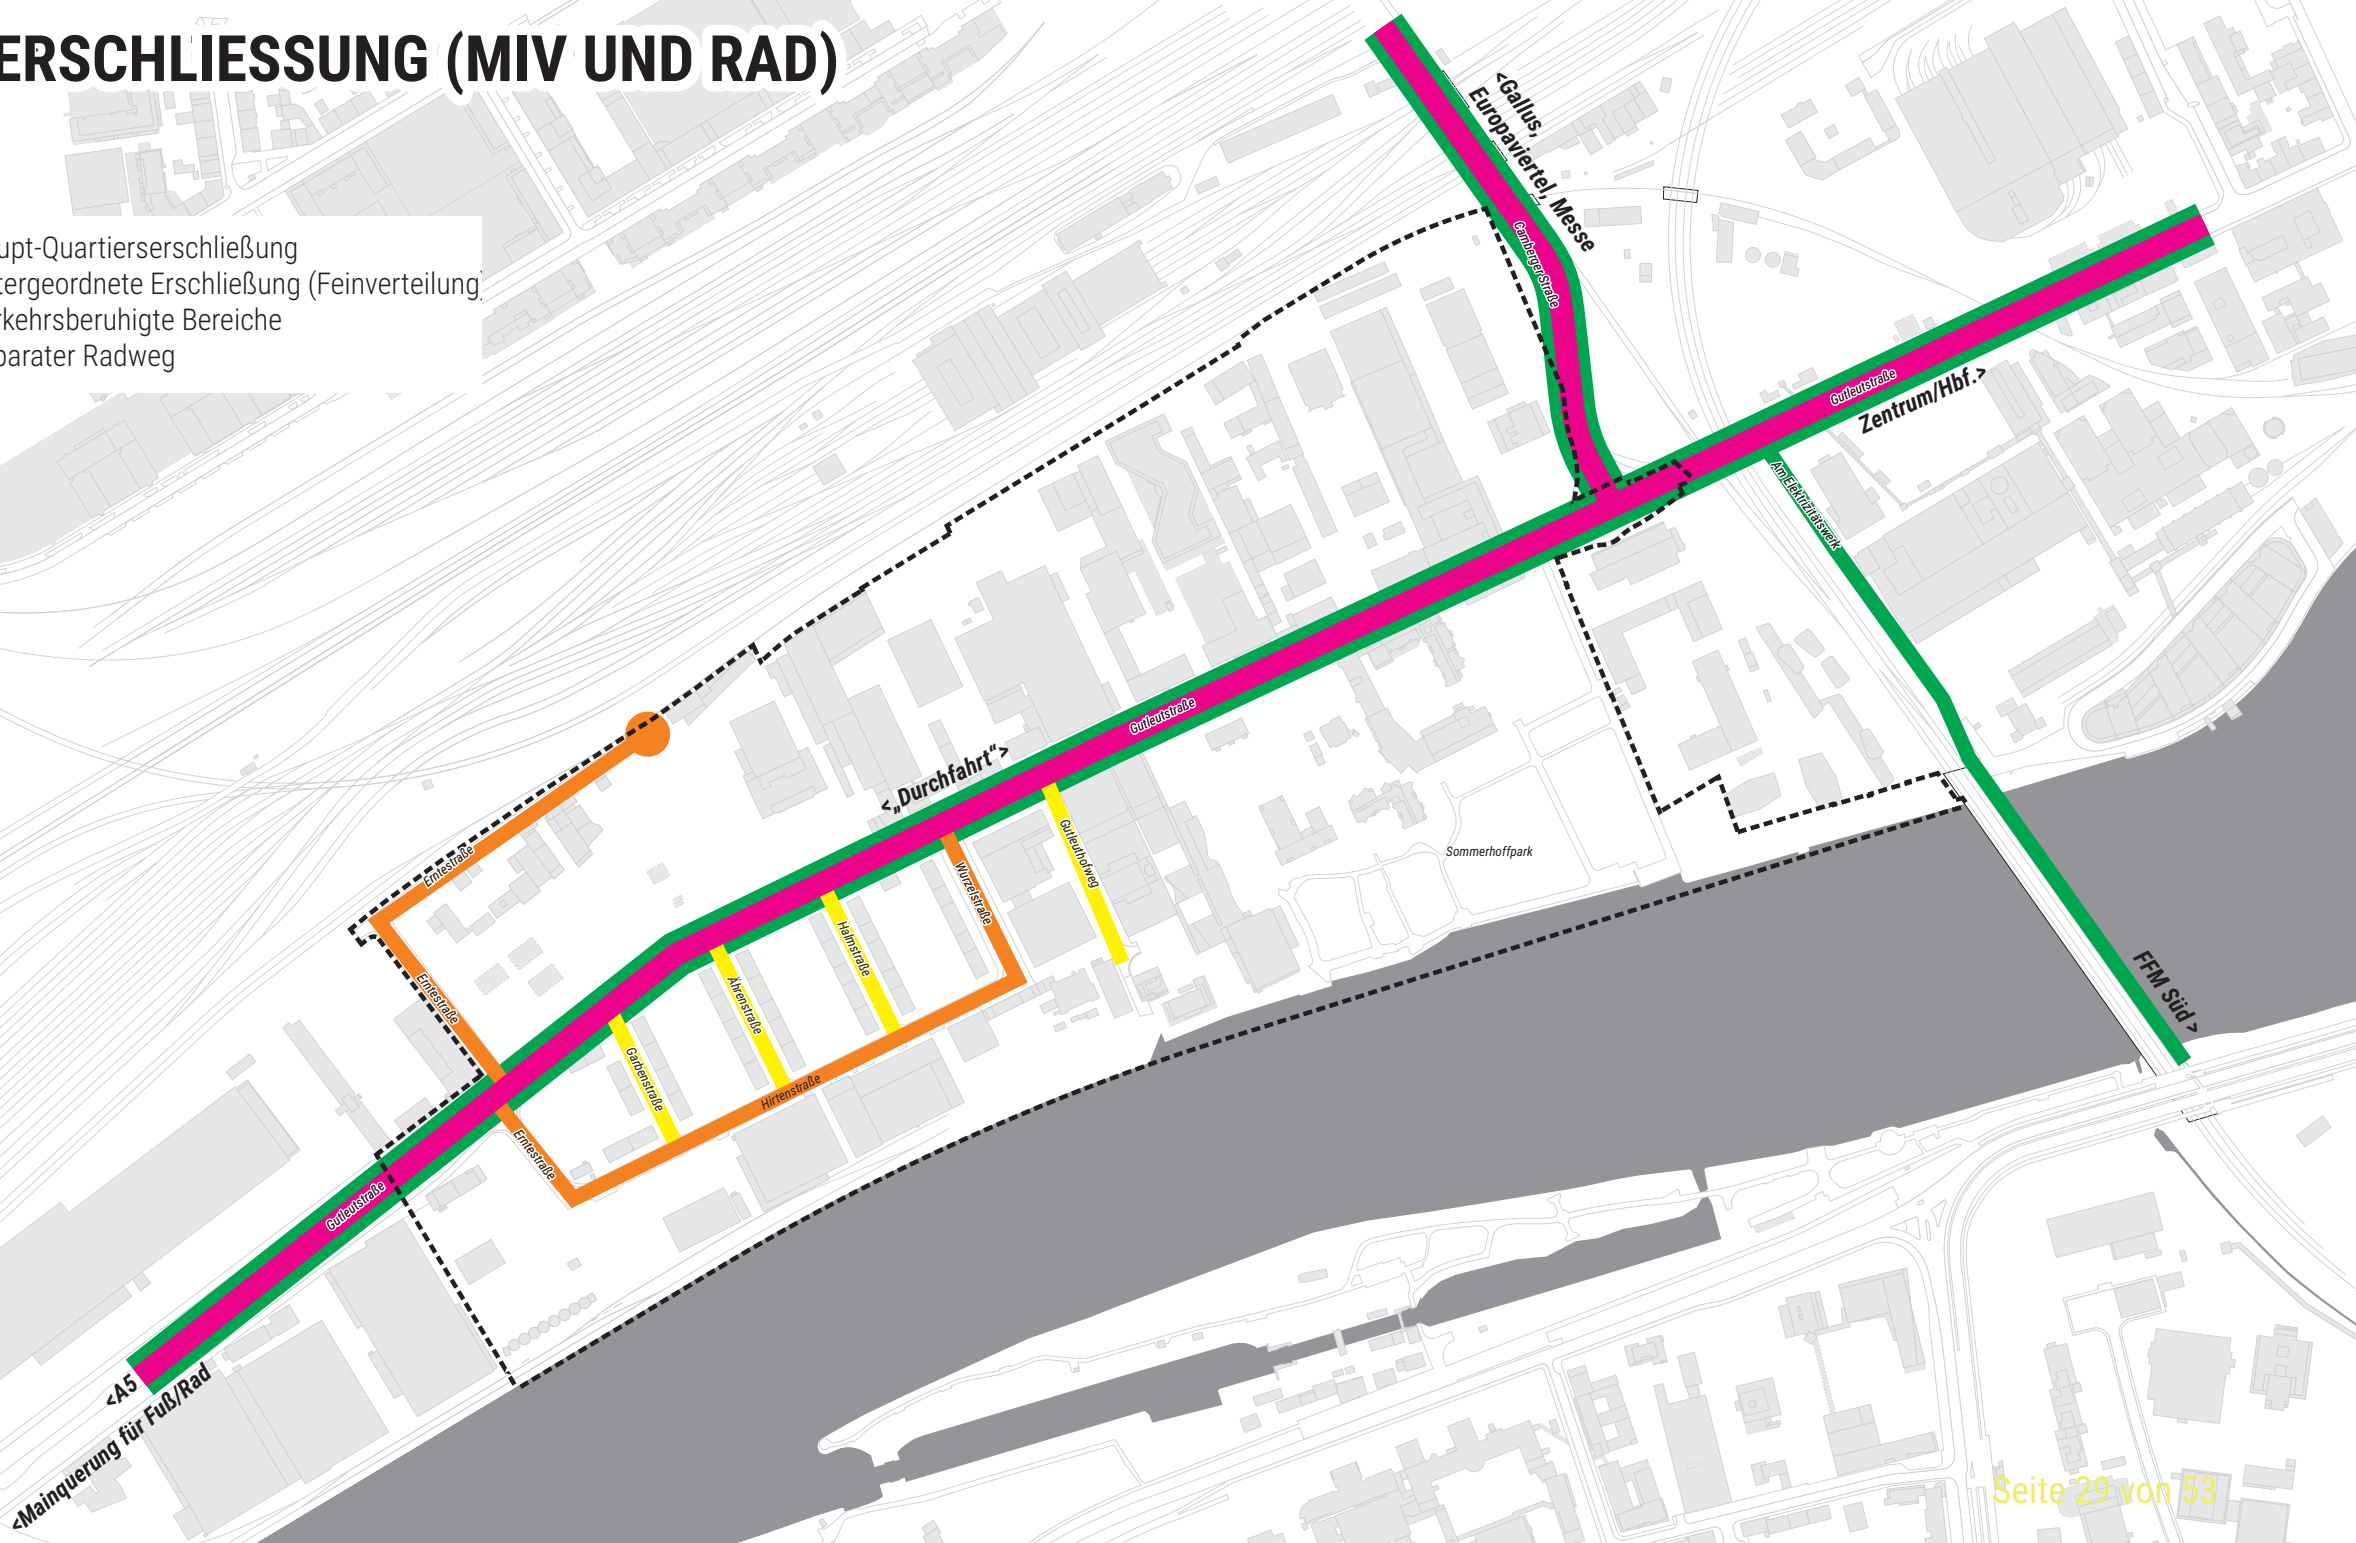 ERSCHLIESSUNG (MIV UND RAD)
upt-Quartierserschließung
tergeordnete Erschließung (Feinverteilung)
rkehrsberuhigte Bereiche
parater Radweg
<Gallus,
Europaviertel, Messe
Camberger Straße
Gutleutstraße
Zentrum/Hbf.>
Am Elektrizitätswerk
Gutleutstraße
<„Durchfahrt“>
Erntestraße
Wurzelstraße
Gutleuthofweg
Sommerhoffpark
Halmstraße
Ährenstraße
Erntestraße
Garbenstraße
Hirtenstraße
Erntestraße
FFM Süd >
Gutleutstraße
<A5
<Mainquerung für Fuß/Rad
Seite 29 von 53